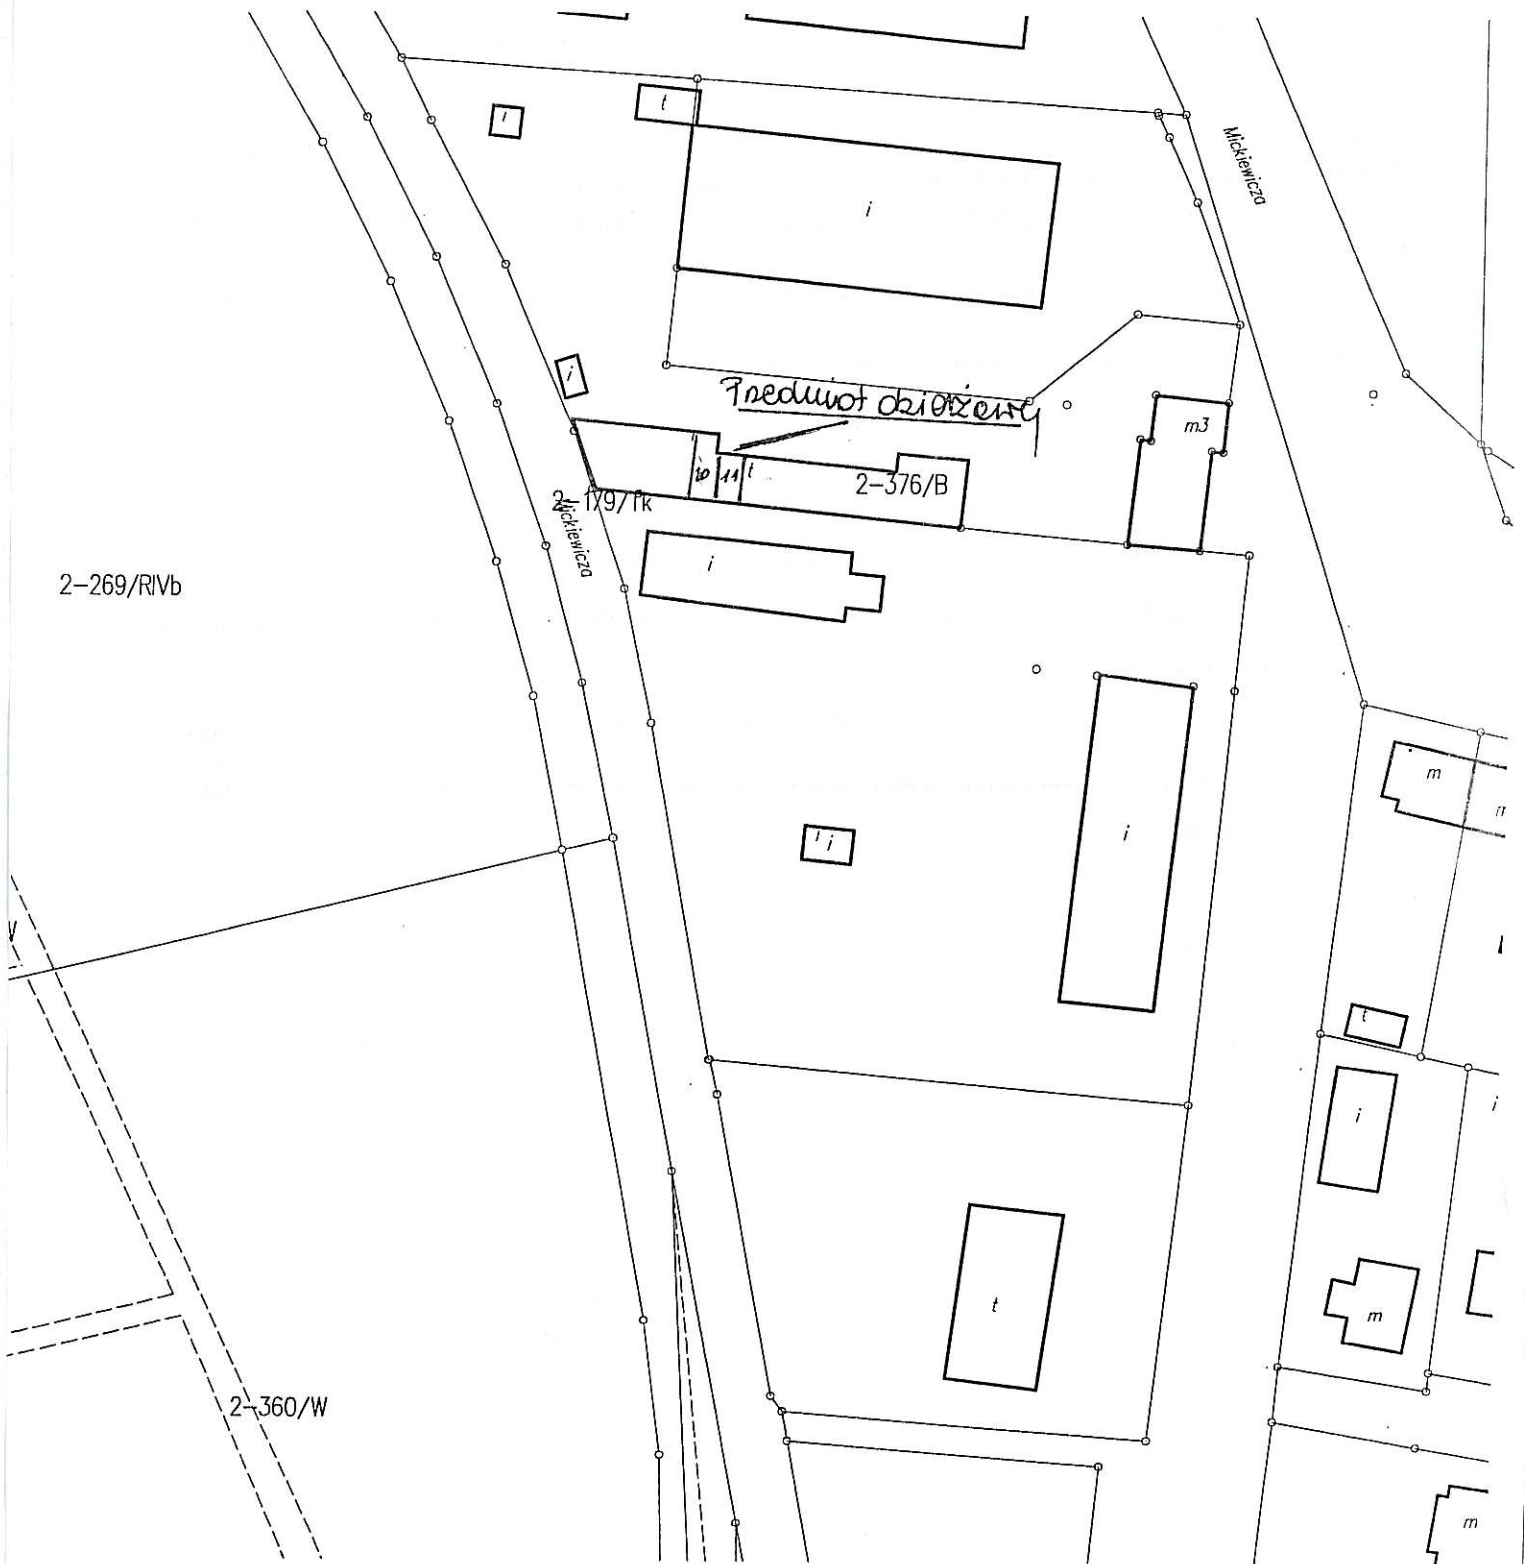 t
i
Mickiewicza
i
i
Przedmiot dzierżawy
m3
10
11
t
2-376/B
2-179/Tk
Mickiewicza
i
2-269/RIVb
m
i
i
t
i
i
t
m
2-360/W
m